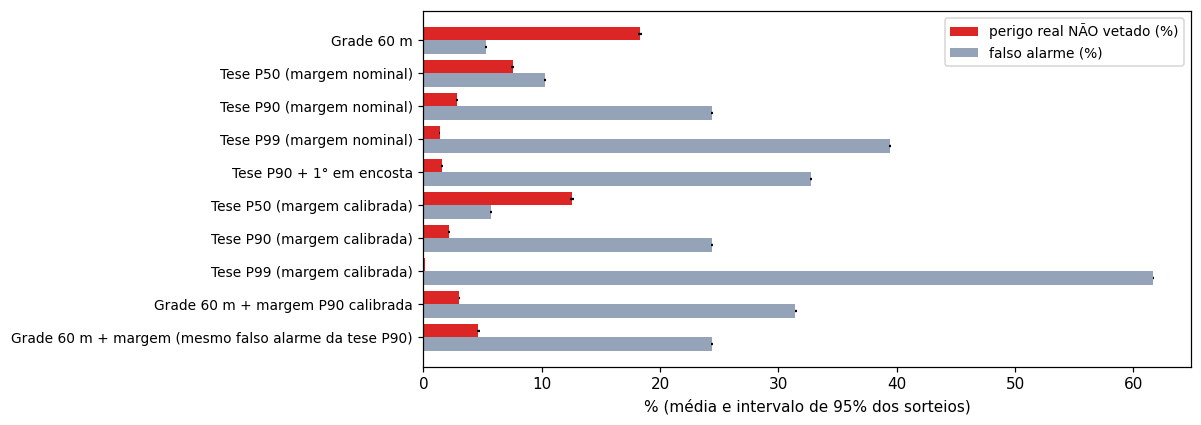 perigo real NÃO vetado (%)
falso alarme (%)
Grade 60 m
Tese P50 (margem nominal)
Tese P90 (margem nominal)
Tese P99 (margem nominal)
Tese P90 + 1° em encosta
Tese P50 (margem calibrada)
Tese P90 (margem calibrada)
Tese P99 (margem calibrada)
Grade 60 m + margem P90 calibrada
Grade 60 m + margem (mesmo falso alarme da tese P90)
0 10 20 30 40 50 60
% (média e intervalo de 95% dos sorteios)